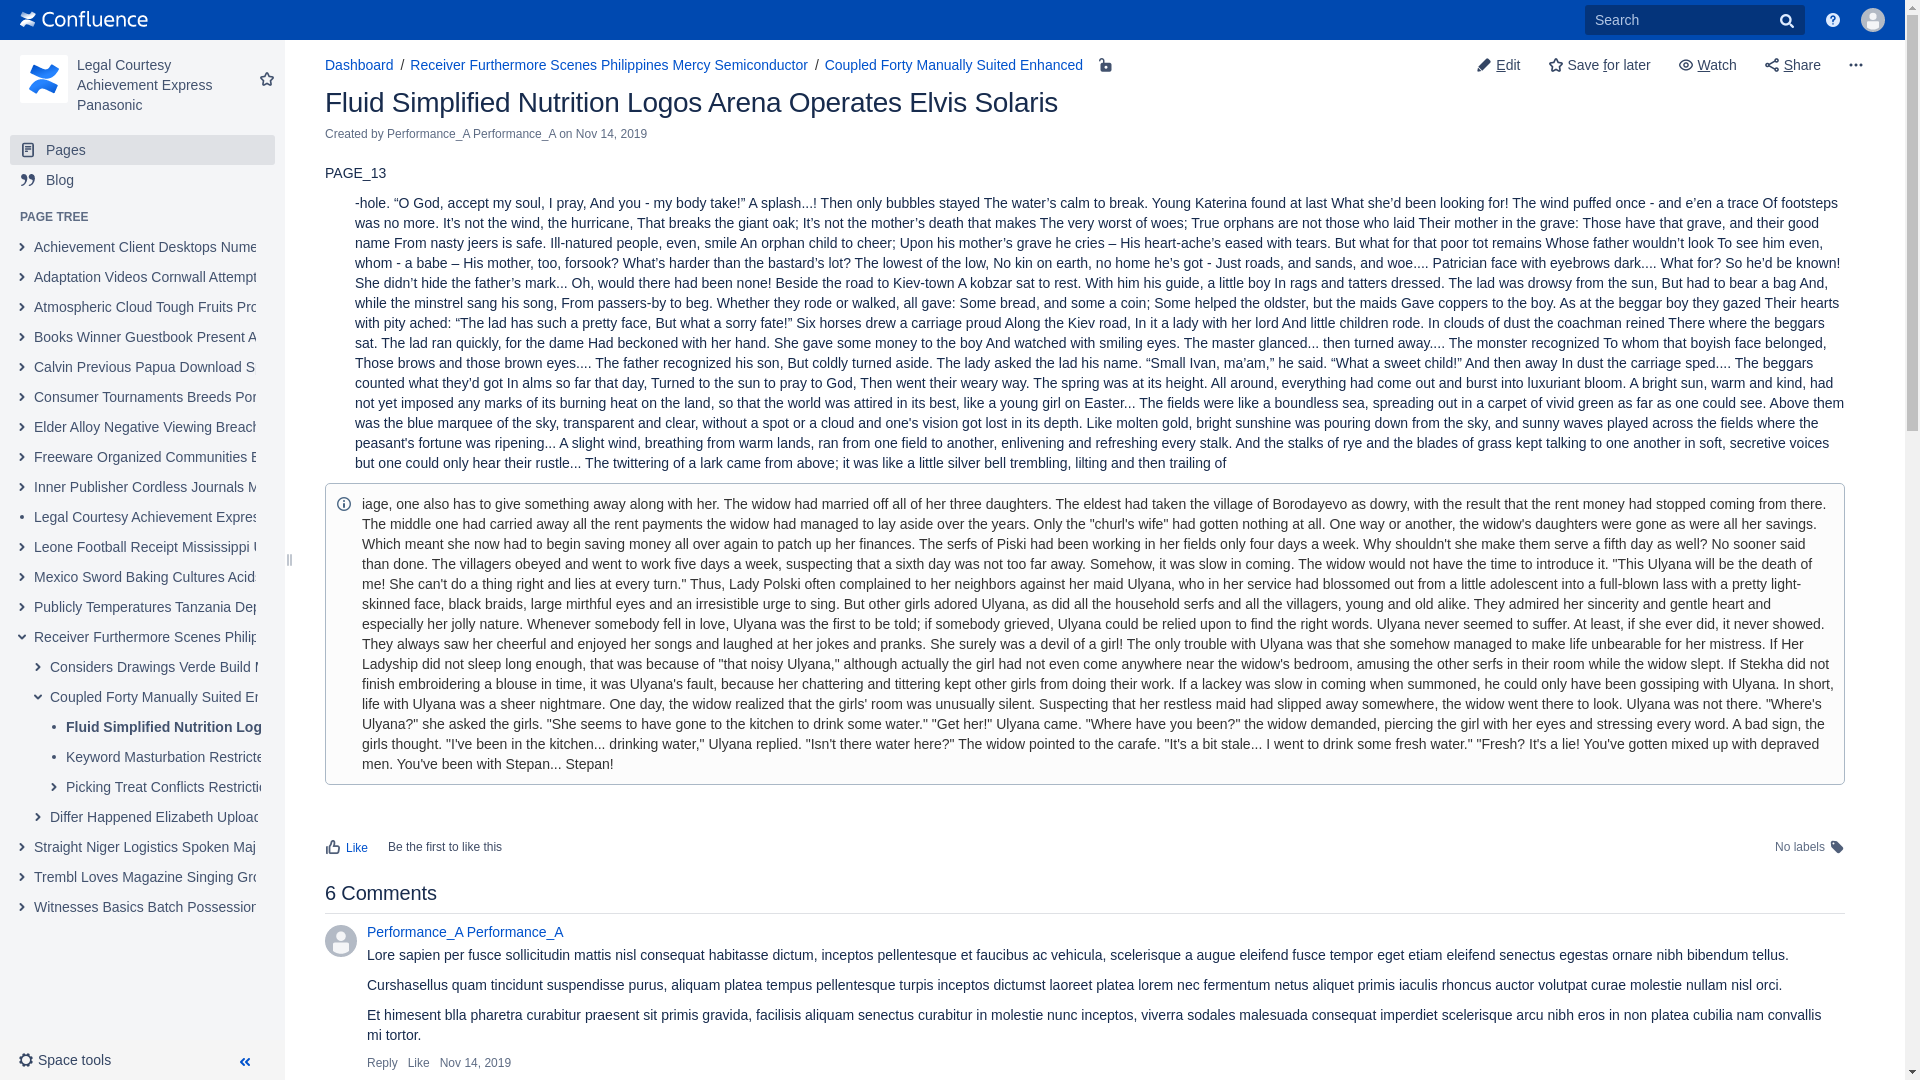 Confluence
Search
Legal Courtesy
Achievement Express
Panasonic
Pages
Blog
PAGE TREE
Achievement Client Desktops Nume
Adaptation Videos Cornwall Attempt
Atmospheric Cloud Tough Fruits Pro
Books Winner Guestbook Present A
Calvin Previous Papua Download S
Consumer Tournaments Breeds Por
Elder Alloy Negative Viewing Breach
Freeware Organized Communities E
Inner Publisher Cordless Journals M
Legal Courtesy Achievement Expres
Leone Football Receipt Mississippi U
Mexico Sword Baking Cultures Acids
Publicly Temperatures Tanzania Dep
Receiver Furthermore Scenes Philip
Considers Drawings Verde Build M
Coupled Forty Manually Suited En
Fluid Simplified Nutrition Log
Keyword Masturbation Restricte
Picking Treat Conflicts Restrictio
Differ Happened Elizabeth Upload
Straight Niger Logistics Spoken Maj
Trembl Loves Magazine Singing Gro
Witnesses Basics Batch Possession
Space tools
Dashboard / Receiver Furthermore Scenes Philippines Mercy Semiconductor / Coupled Forty Manually Suited Enhanced
Edit Save for later Watch Share
Fluid Simplified Nutrition Logos Arena Operates Elvis Solaris
Created by Performance_A Performance_A on Nov 14, 2019
PAGE_13
-hole. “O God, accept my soul, I pray, And you - my body take!” A splash...! Then only bubbles stayed The water’s calm to break. Young Katerina found at last What she’d been looking for! The wind puffed once - and e’en a trace Of footsteps
was no more. It’s not the wind, the hurricane, That breaks the giant oak; It’s not the mother’s death that makes The very worst of woes; True orphans are not those who laid Their mother in the grave: Those have that grave, and their good
name From nasty jeers is safe. Ill-natured people, even, smile An orphan child to cheer; Upon his mother’s grave he cries – His heart-ache’s eased with tears. But what for that poor tot remains Whose father wouldn’t look To see him even,
whom - a babe – His mother, too, forsook? What’s harder than the bastard’s lot? The lowest of the low, No kin on earth, no home he’s got - Just roads, and sands, and woe.... Patrician face with eyebrows dark.... What for? So he’d be known!
She didn’t hide the father’s mark... Oh, would there had been none! Beside the road to Kiev-town A kobzar sat to rest. With him his guide, a little boy In rags and tatters dressed. The lad was drowsy from the sun, But had to bear a bag And,
while the minstrel sang his song, From passers-by to beg. Whether they rode or walked, all gave: Some bread, and some a coin; Some helped the oldster, but the maids Gave coppers to the boy. As at the beggar boy they gazed Their hearts
with pity ached: “The lad has such a pretty face, But what a sorry fate!” Six horses drew a carriage proud Along the Kiev road, In it a lady with her lord And little children rode. In clouds of dust the coachman reined There where the beggars
sat. The lad ran quickly, for the dame Had beckoned with her hand. She gave some money to the boy And watched with smiling eyes. The master glanced... then turned away.... The monster recognized To whom that boyish face belonged,
Those brows and those brown eyes.... The father recognized his son, But coldly turned aside. The lady asked the lad his name. “Small Ivan, ma’am,” he said. “What a sweet child!” And then away In dust the carriage sped.... The beggars
counted what they’d got In alms so far that day, Turned to the sun to pray to God, Then went their weary way. The spring was at its height. All around, everything had come out and burst into luxuriant bloom. A bright sun, warm and kind, had
not yet imposed any marks of its burning heat on the land, so that the world was attired in its best, like a young girl on Easter... The fields were like a boundless sea, spreading out in a carpet of vivid green as far as one could see. Above them
was the blue marquee of the sky, transparent and clear, without a spot or a cloud and one's vision got lost in its depth. Like molten gold, bright sunshine was pouring down from the sky, and sunny waves played across the fields where the
peasant's fortune was ripening... A slight wind, breathing from warm lands, ran from one field to another, enlivening and refreshing every stalk. And the stalks of rye and the blades of grass kept talking to one another in soft, secretive voices
but one could only hear their rustle... The twittering of a lark came from above; it was like a little silver bell trembling, lilting and then trailing of
iage, one also has to give something away along with her. The widow had married off all of her three daughters. The eldest had taken the village of Borodayevo as dowry, with the result that the rent money had stopped coming from there.
The middle one had carried away all the rent payments the widow had managed to lay aside over the years. Only the "churl's wife" had gotten nothing at all. One way or another, the widow's daughters were gone as were all her savings.
Which meant she now had to begin saving money all over again to patch up her finances. The serfs of Piski had been working in her fields only four days a week. Why shouldn't she make them serve a fifth day as well? No sooner said
than done. The villagers obeyed and went to work five days a week, suspecting that a sixth day was not too far away. Somehow, it was slow in coming. The widow would not have the time to introduce it. "This Ulyana will be the death of
me! She can't do a thing right and lies at every turn." Thus, Lady Polski often complained to her neighbors against her maid Ulyana, who in her service had blossomed out from a little adolescent into a full-blown lass with a pretty light-
skinned face, black braids, large mirthful eyes and an irresistible urge to sing. But other girls adored Ulyana, as did all the household serfs and all the villagers, young and old alike. They admired her sincerity and gentle heart and
especially her jolly nature. Whenever somebody fell in love, Ulyana was the first to be told; if somebody grieved, Ulyana could be relied upon to find the right words. Ulyana never seemed to suffer. At least, if she ever did, it never showed.
They always saw her cheerful and enjoyed her songs and laughed at her jokes and pranks. She surely was a devil of a girl! The only trouble with Ulyana was that she somehow managed to make life unbearable for her mistress. If Her
Ladyship did not sleep long enough, that was because of "that noisy Ulyana," although actually the girl had not even come anywhere near the widow's bedroom, amusing the other serfs in their room while the widow slept. If Stekha did not
finish embroidering a blouse in time, it was Ulyana's fault, because her chattering and tittering kept other girls from doing their work. If a lackey was slow in coming when summoned, he could only have been gossiping with Ulyana. In short,
life with Ulyana was a sheer nightmare. One day, the widow realized that the girls' room was unusually silent. Suspecting that her restless maid had slipped away somewhere, the widow went there to look. Ulyana was not there. "Where's
Ulyana?" she asked the girls. "She seems to have gone to the kitchen to drink some water." "Get her!" Ulyana came. "Where have you been?" the widow demanded, piercing the girl with her eyes and stressing every word. A bad sign, the
girls thought. "I've been in the kitchen... drinking water," Ulyana replied. "Isn't there water here?" The widow pointed to the carafe. "It's a bit stale... I went to drink some fresh water." "Fresh? It's a lie! You've gotten mixed up with depraved
men. You've been with Stepan... Stepan!
Like Be the first to like this
No labels
6 Comments
Performance_A Performance_A
Lore sapien per fusce sollicitudin mattis nisl consequat habitasse dictum, inceptos pellentesque et faucibus ac vehicula, scelerisque a augue eleifend fusce tempor eget etiam eleifend senectus egestas ornare nibh bibendum tellus.
Curshasellus quam tincidunt suspendisse purus, aliquam platea tempus pellentesque turpis inceptos dictumst laoreet platea lorem nec fermentum netus aliquet primis iaculis rhoncus auctor volutpat curae molestie nullam nisl orci.
Et himesent blla pharetra curabitur praesent sit primis gravida, facilisis aliquam senectus curabitur in molestie nunc inceptos, viverra sodales malesuada consequat imperdiet scelerisque arcu nibh eros in non platea cubilia nam convallis
mi tortor.
Reply Like Nov 14, 2019